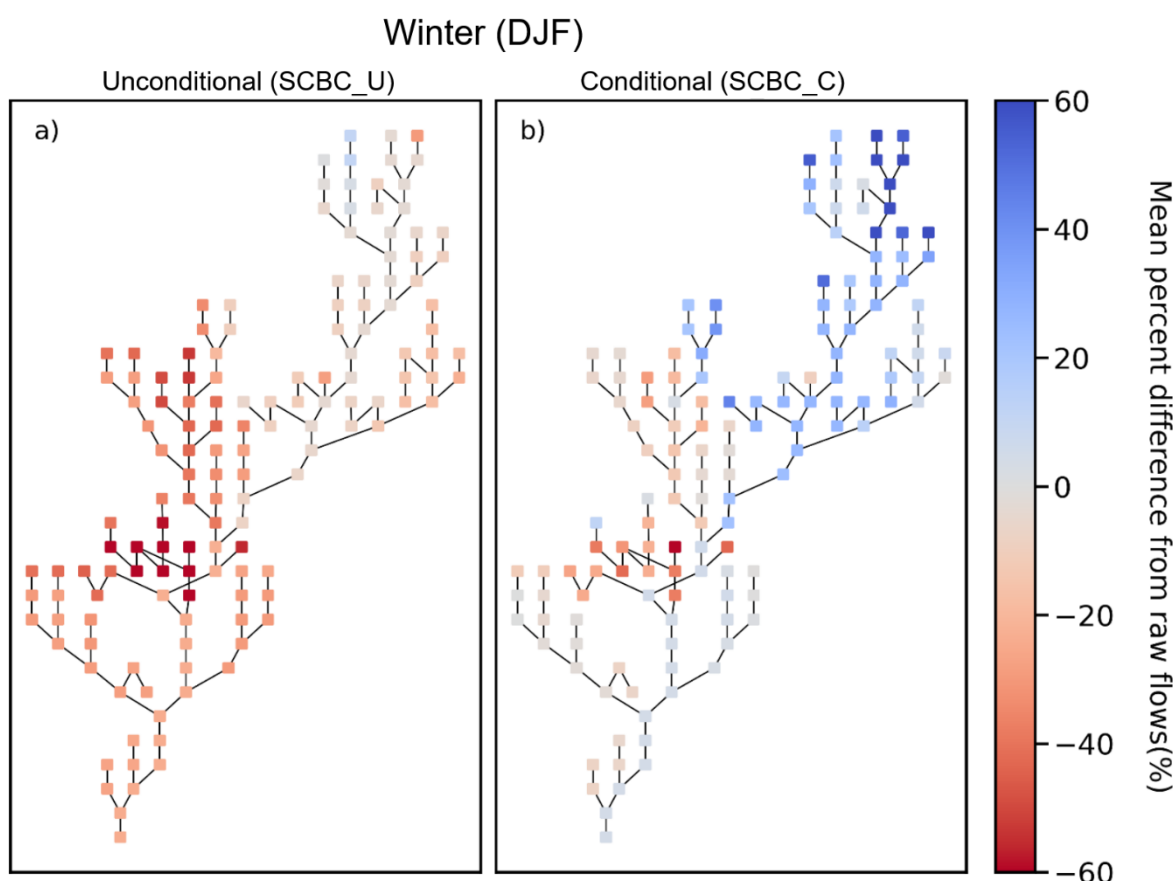 Winter (DJF)
Unconditional (SCBC_U)
Conditional (SCBC_C)
a)
b)
60
40
20
0
−20
−40
−60
Mean percent difference from raw flows(%)